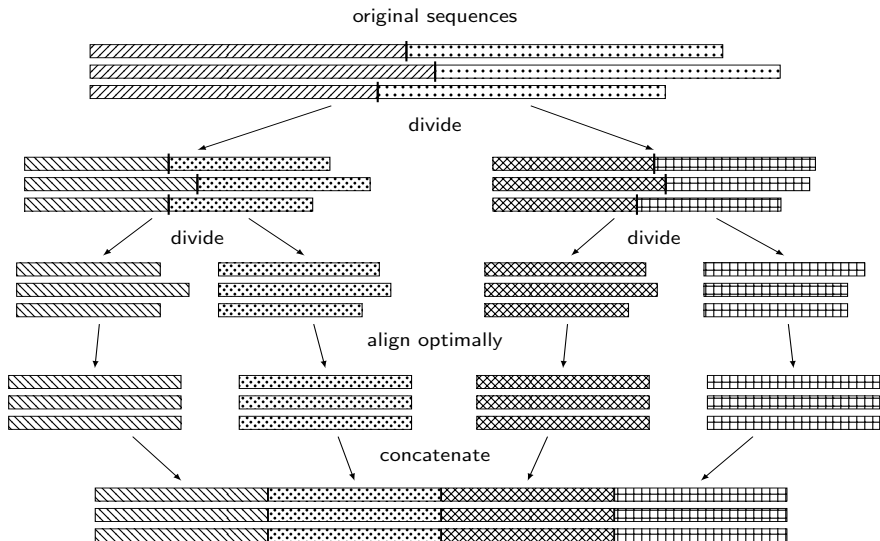 original sequences
divide
divide
divide
align optimally
concatenate